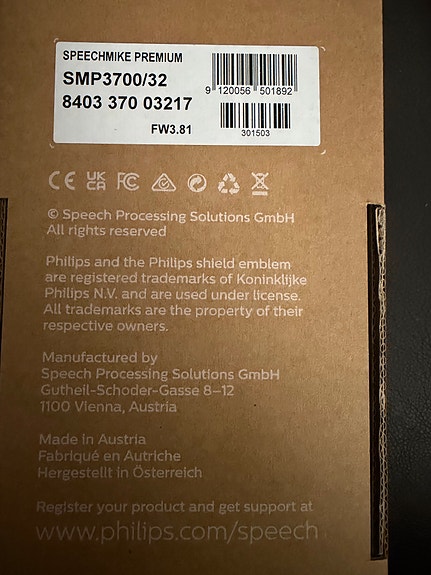 SPEECHMIKE PREMIUM
SMP3700/32
8403 370 03217
FW3.81
9 120056 501892
301503
CE UK CA FC
© Speech Processing Solutions GmbH
All rights reserved
Philips and the Philips shield emblem
are registered trademarks of Koninklijke
Philips N.V. and are used under license.
All trademarks are the property of their
respective owners.
Manufactured by
Speech Processing Solutions GmbH
Gutheil-Schoder-Gasse 8–12
1100 Vienna, Austria
Made in Austria
Fabriqué en Autriche
Hergestellt in Österreich
Register your product and get support at
www.philips.com/speech